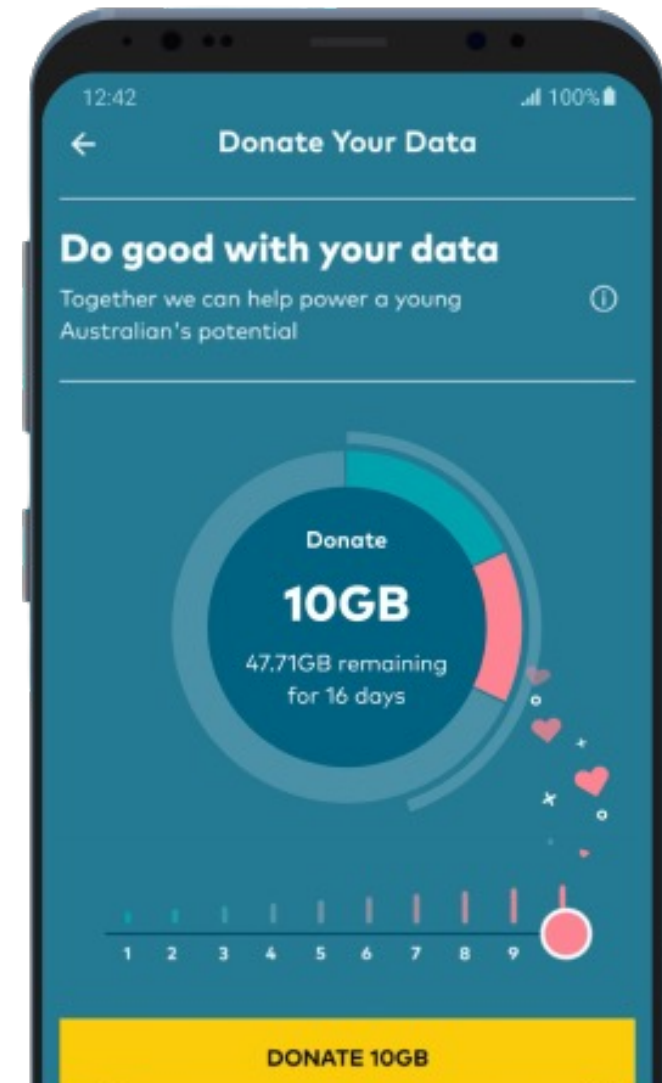 12:42 100%
Donate Your Data
Do good with your data
Together we can help power a young
Australian's potential
Donate
10GB
47.71GB remaining
for 16 days
1 2 3 4 5 6 7 8 9
DONATE 10GB